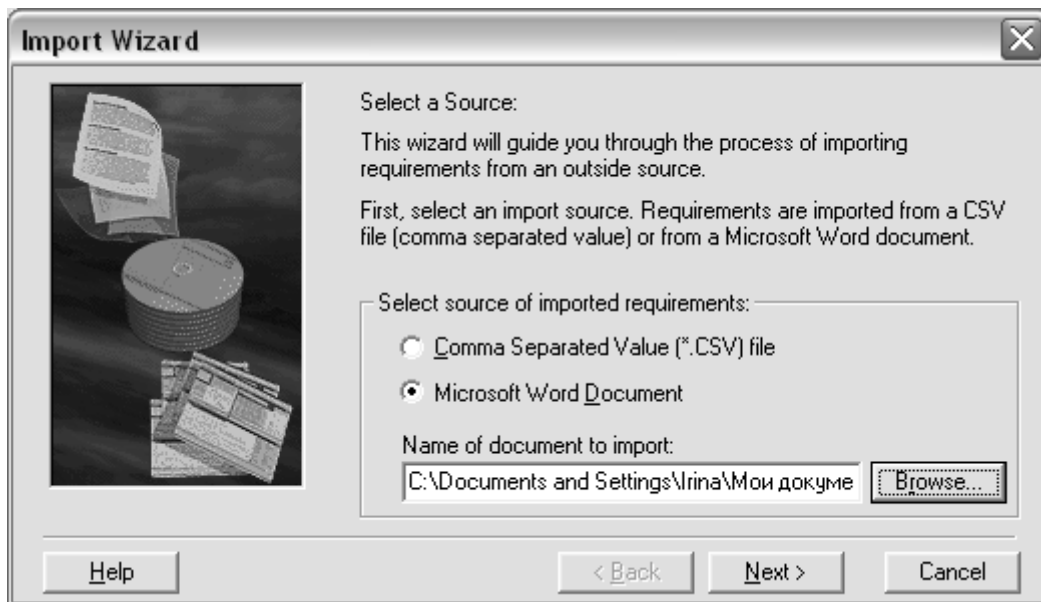 Import Wizard
Select a Source:
This wizard will guide you through the process of importing
requirements from an outside source.
First, select an import source. Requirements are imported from a CSV
file (comma separated value) or from a Microsoft Word document.
Select source of imported requirements:
Comma Separated Value (*.CSV) file
Microsoft Word Document
Name of document to import:
C:\Documents and Settings\Irina\Мои докуме
Browse...
Help
< Back
Next >
Cancel